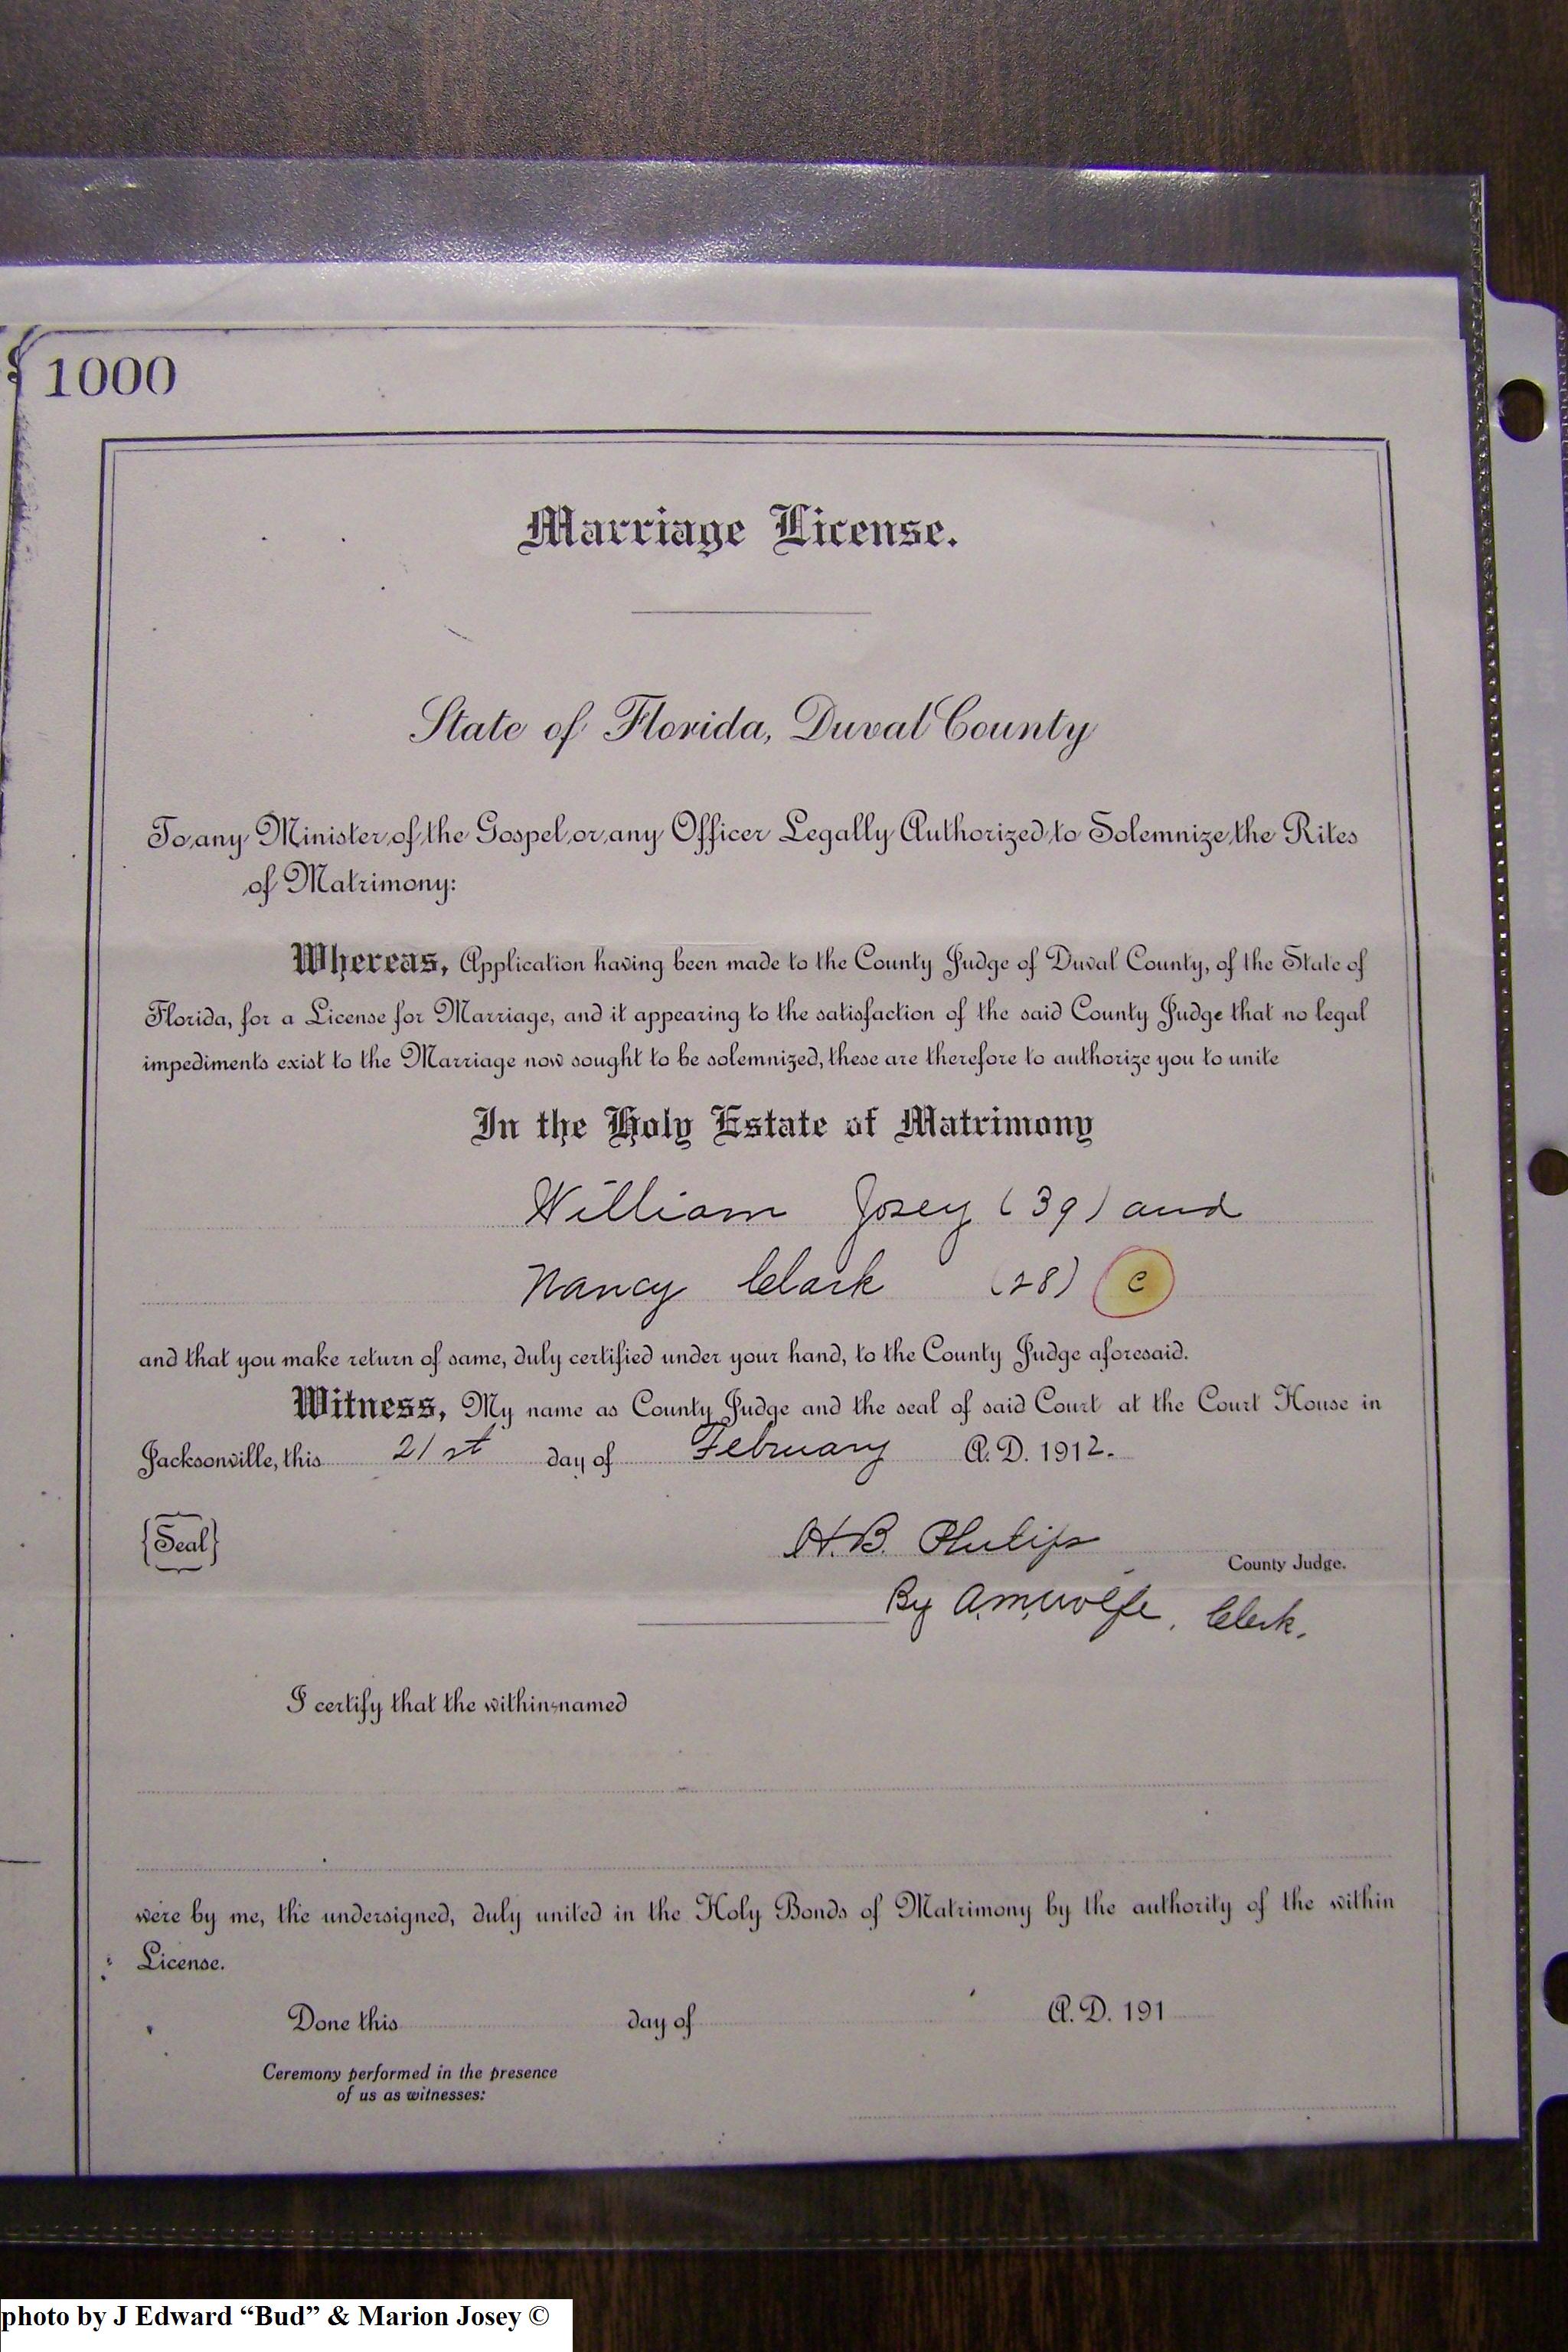 1000
Marriage License.
State of Florida, Duval County
To any Minister of the Gospel or any Officer Legally Authorized to Solemnize the Rites
of Matrimony:
Whereas, Application having been made to the County Judge of Duval County, of the State of
Florida, for a License for Marriage, and it appearing to the satisfaction of the said County Judge that no legal
impediments exist to the Marriage now sought to be solemnized, these are therefore to authorize you to unite
In the Holy Estate of Matrimony
William Josey (39) and
Nancy Clark (28) C
and that you make return of same, duly certified under your hand, to the County Judge aforesaid.
Witness, My name as County Judge and the seal of said Court at the Court House in
Jacksonville, this 21st day of February A. D. 1912.
{Seal} H. B. Philips County Judge.
By A. M. Wolfe, Clerk.
I certify that the within-named
were by me, the undersigned, duly united in the Holy Bonds of Matrimony by the authority of the within
License.
Done this day of A. D. 191
Ceremony performed in the presence
of us as witnesses:
photo by J Edward “Bud” & Marion Josey ©